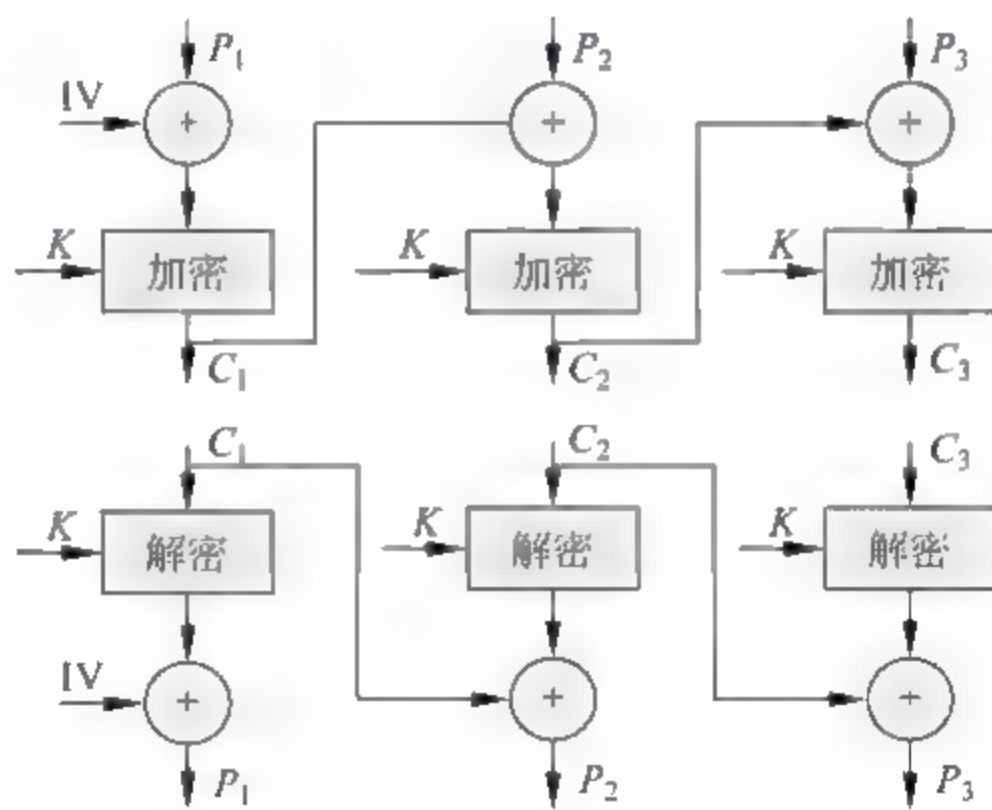 P₁ P₂ P₃
IV + + +
K 加密 K 加密 K 加密
C₁ C₂ C₃
C₁ C₂ C₃
K 解密 K 解密 K 解密
IV + + +
P₁ P₂ P₃